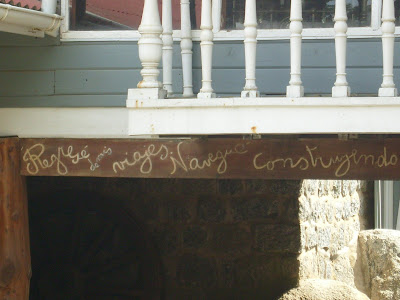 Regresé de mis viajes. Navegué construyendo